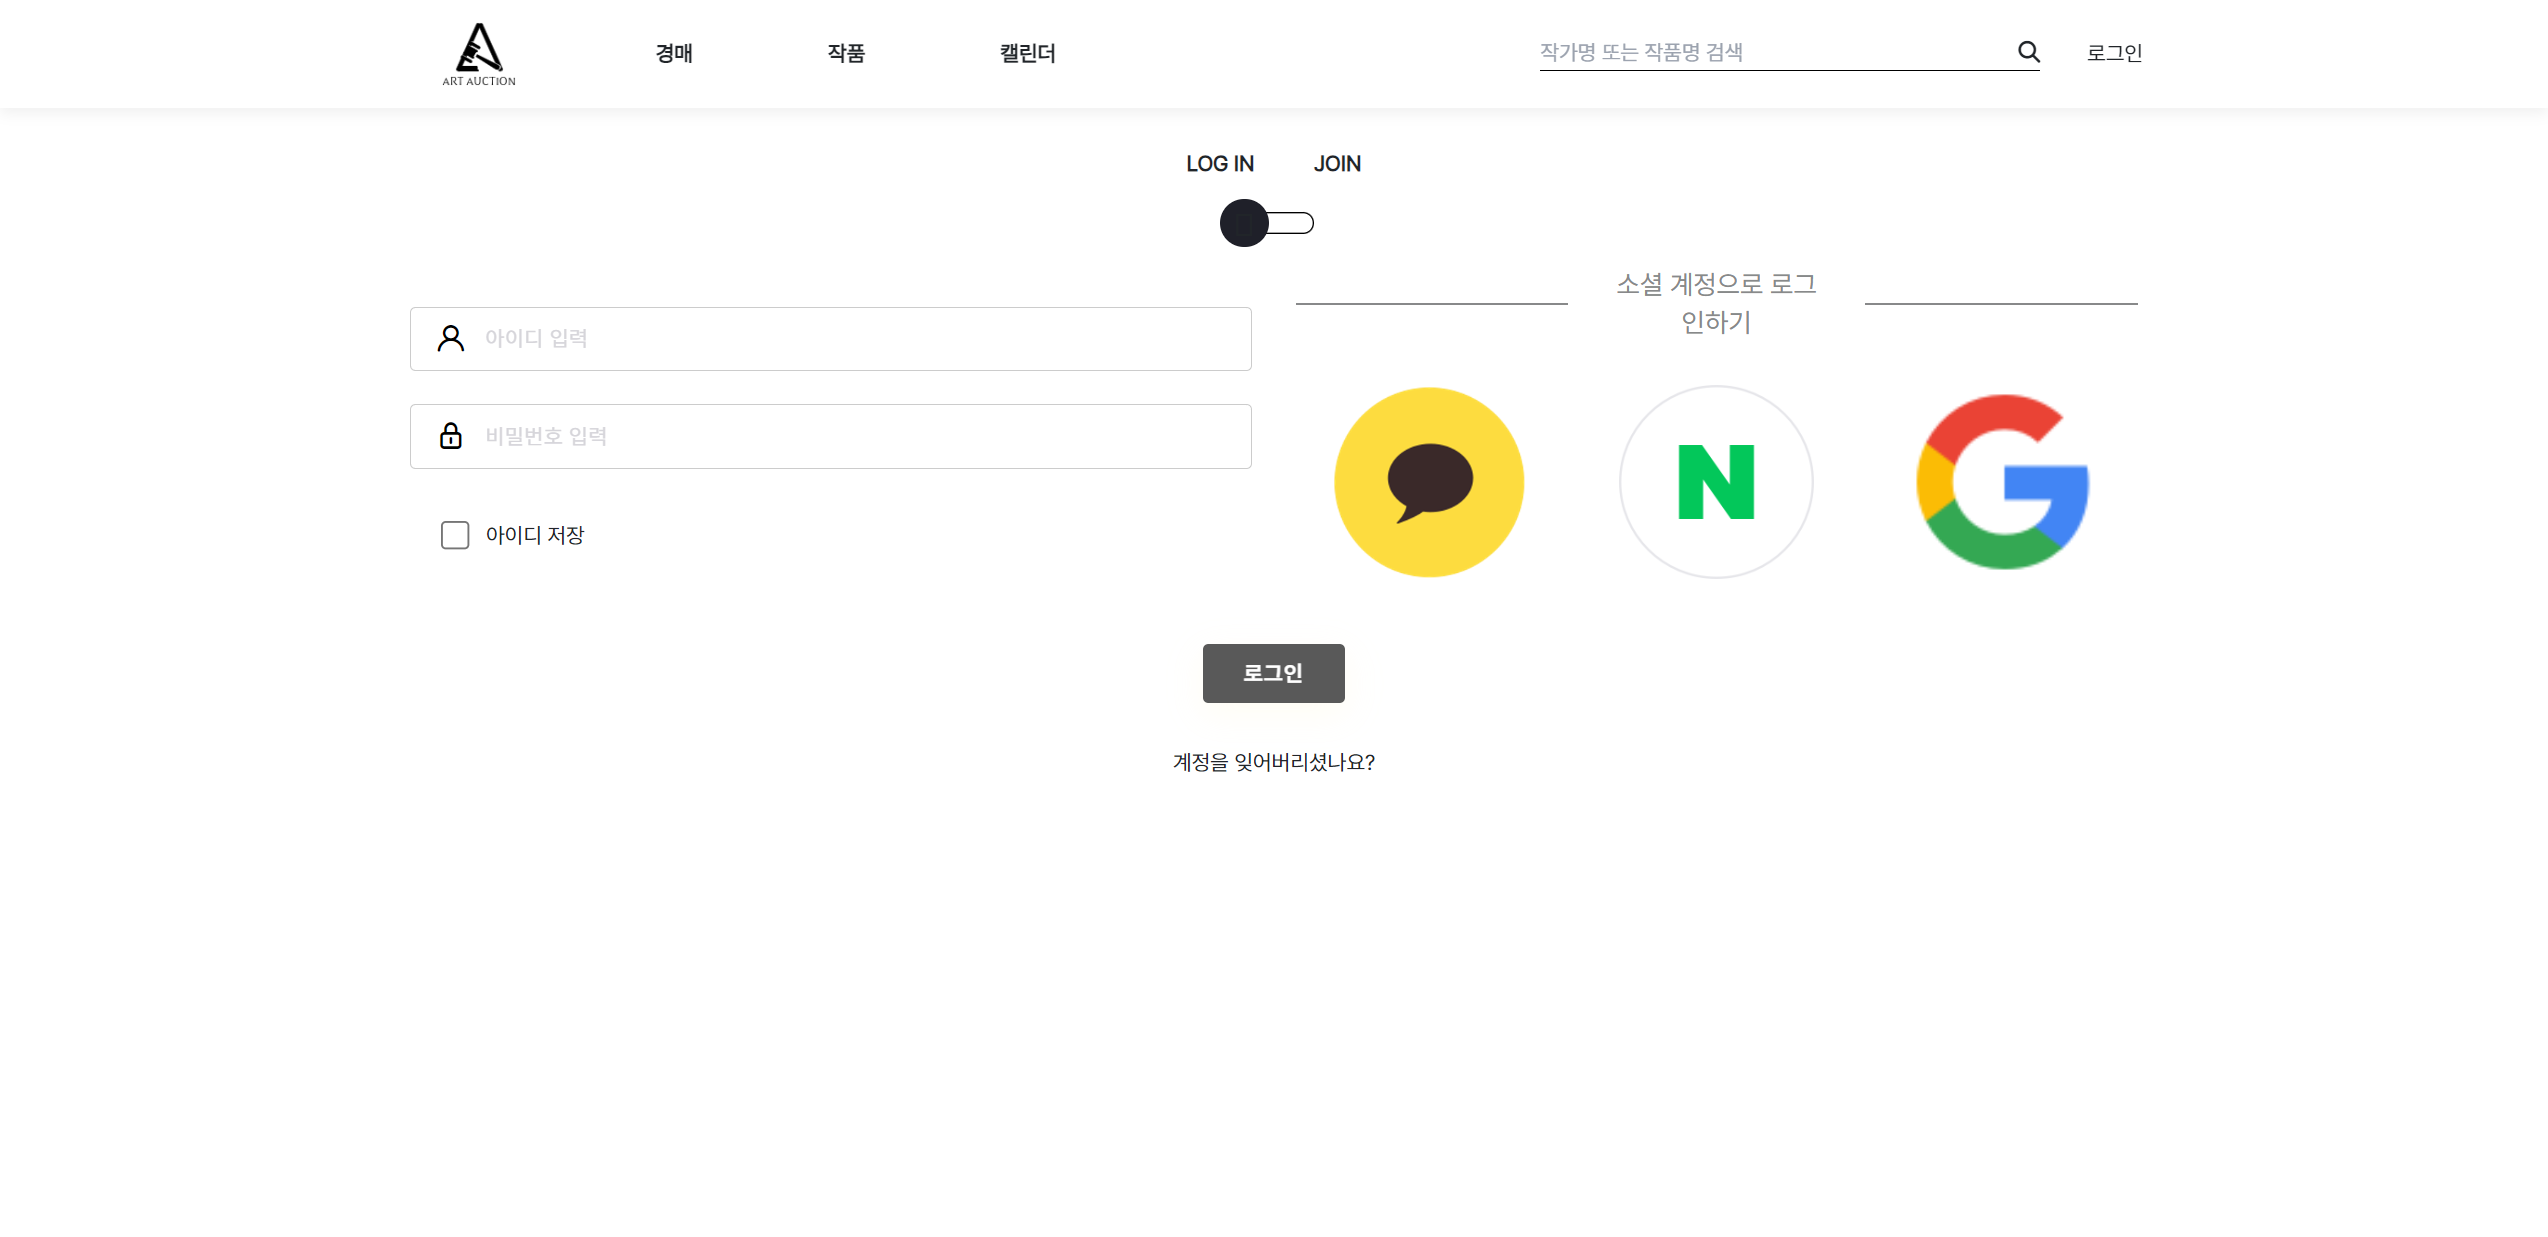 ART AUCTION
경매
작품
캘린더
작가명 또는 작품명 검색
로그인
LOG IN
JOIN
아이디 입력
비밀번호 입력
아이디 저장
소셜 계정으로 로그
인하기
N
G
로그인
계정을 잊어버리셨나요?